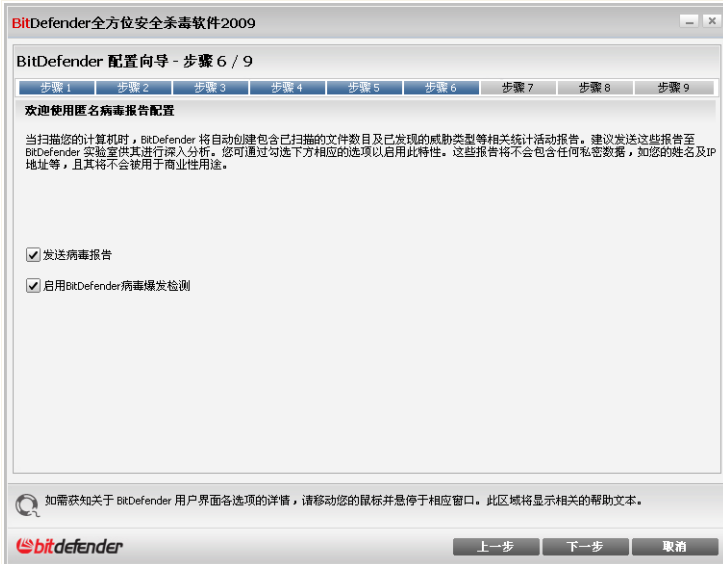 BitDefender全方位安全杀毒软件2009
BitDefender 配置向导 - 步骤 6 / 9
步骤 1 步骤 2 步骤 3 步骤 4 步骤 5 步骤 6 步骤 7 步骤 8 步骤 9
欢迎使用匿名病毒报告配置
当扫描您的计算机时，BitDefender 将自动创建包含已扫描的文件数目及已发现的威胁类型等相关统计活动报告。建议发送这些报告至
BitDefender 实验室供其进行深入分析。您可通过勾选下方相应的选项以启用此特性。这些报告将不会包含任何私密数据，如您的姓名及IP
地址等，且其将不会被用于商业性用途。
发送病毒报告
启用BitDefender病毒爆发检测
如需获知关于 BitDefender 用户界面各选项的详情，请移动您的鼠标并悬停于相应窗口。此区域将显示相关的帮助文本。
bitdefender
上一步 下一步 取消